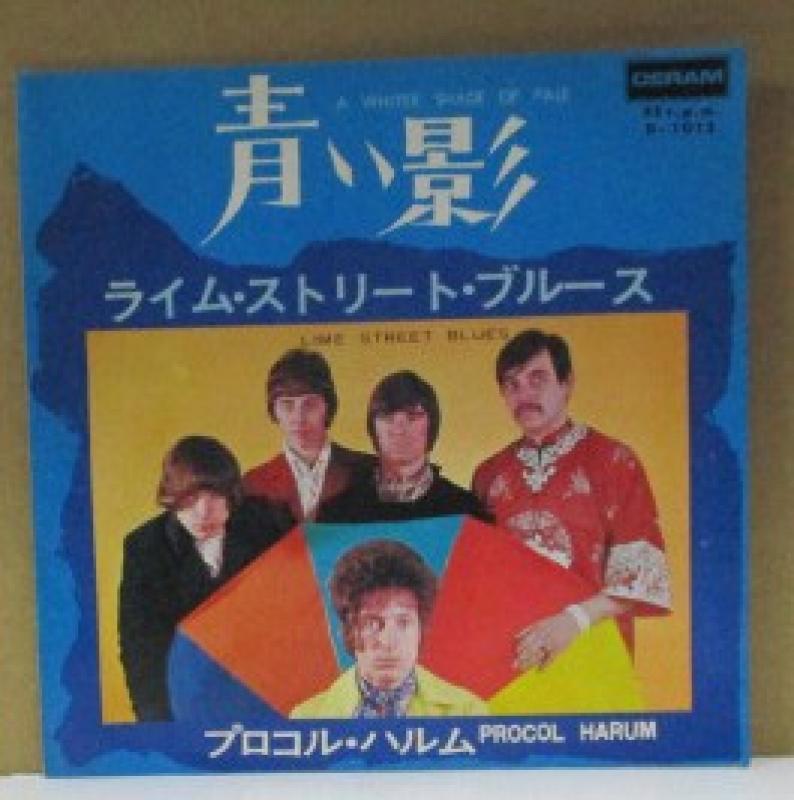 DERAM
A WHITER SHADE OF PALE
青い影
ライム・ストリート・ブルース
LIME STREET BLUES
プロコル・ハルム PROCOL HARUM